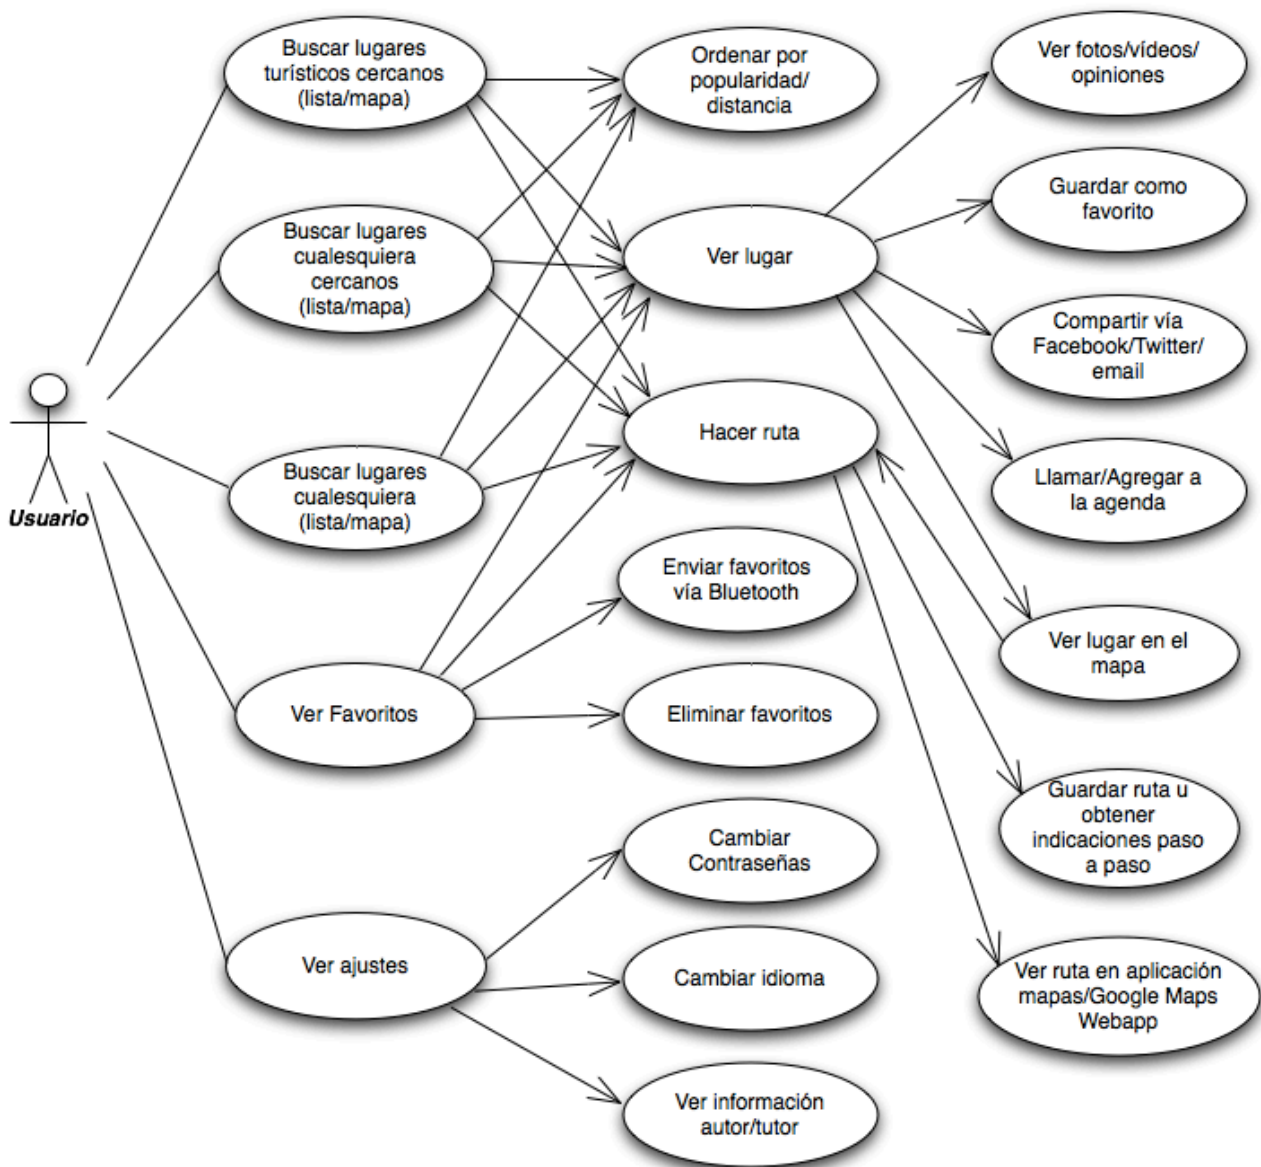 Buscar lugares
turísticos cercanos
(lista/mapa)
Ordenar por
popularidad/
distancia
Ver fotos/vídeos/
opiniones
Buscar lugares
cualesquiera
cercanos
(lista/mapa)
Ver lugar
Guardar como
favorito
Compartir vía
Facebook/Twitter/
email
Usuario
Buscar lugares
cualesquiera
(lista/mapa)
Hacer ruta
Llamar/Agregar a
la agenda
Enviar favoritos
vía Bluetooth
Ver lugar en el
mapa
Ver Favoritos
Eliminar favoritos
Guardar ruta u
obtener
indicaciones paso
a paso
Cambiar
Contraseñas
Ver ajustes
Cambiar idioma
Ver ruta en aplicación
mapas/Google Maps
Webapp
Ver información
autor/tutor